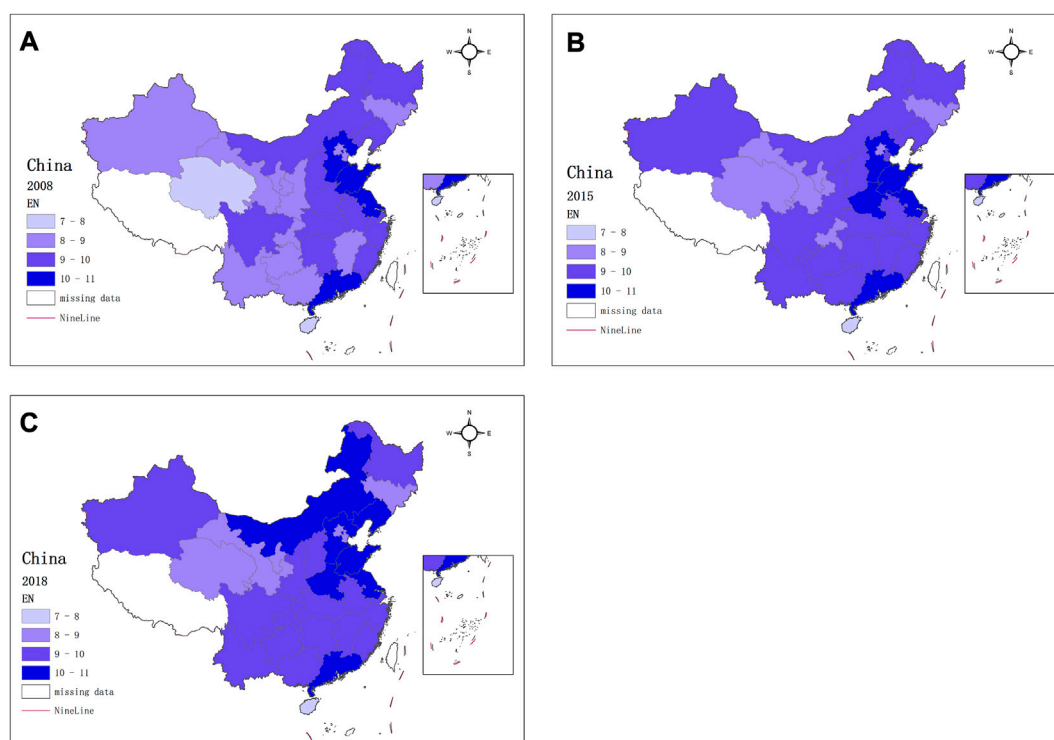 A
N
W E
S
China
2008
EN
7 - 8
8 - 9
9 - 10
10 - 11
missing data
NineLine
B
N
W E
S
China
2015
EN
7 - 8
8 - 9
9 - 10
10 - 11
missing data
NineLine
C
N
W E
S
China
2018
EN
7 - 8
8 - 9
9 - 10
10 - 11
missing data
NineLine